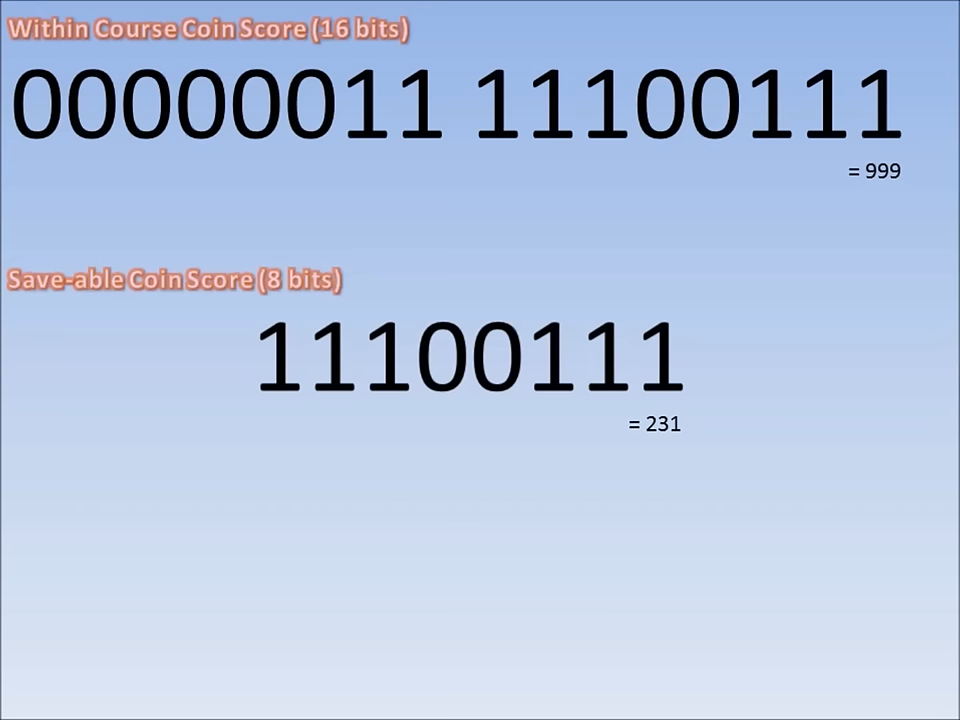 Within Course Coin Score (16 bits)
00000011 11100111
= 999
Save-able Coin Score (8 bits)
11100111
= 231